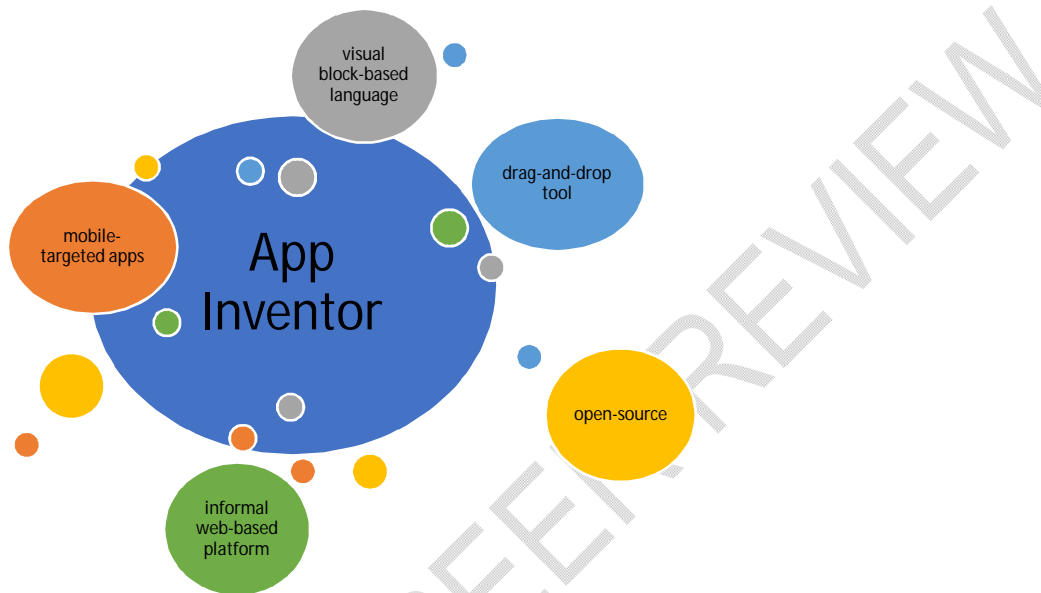 visual
block-based
language
drag-and-drop
tool
mobile-
targeted apps
App
Inventor
open-source
informal
web-based
platform
EER REVIEW